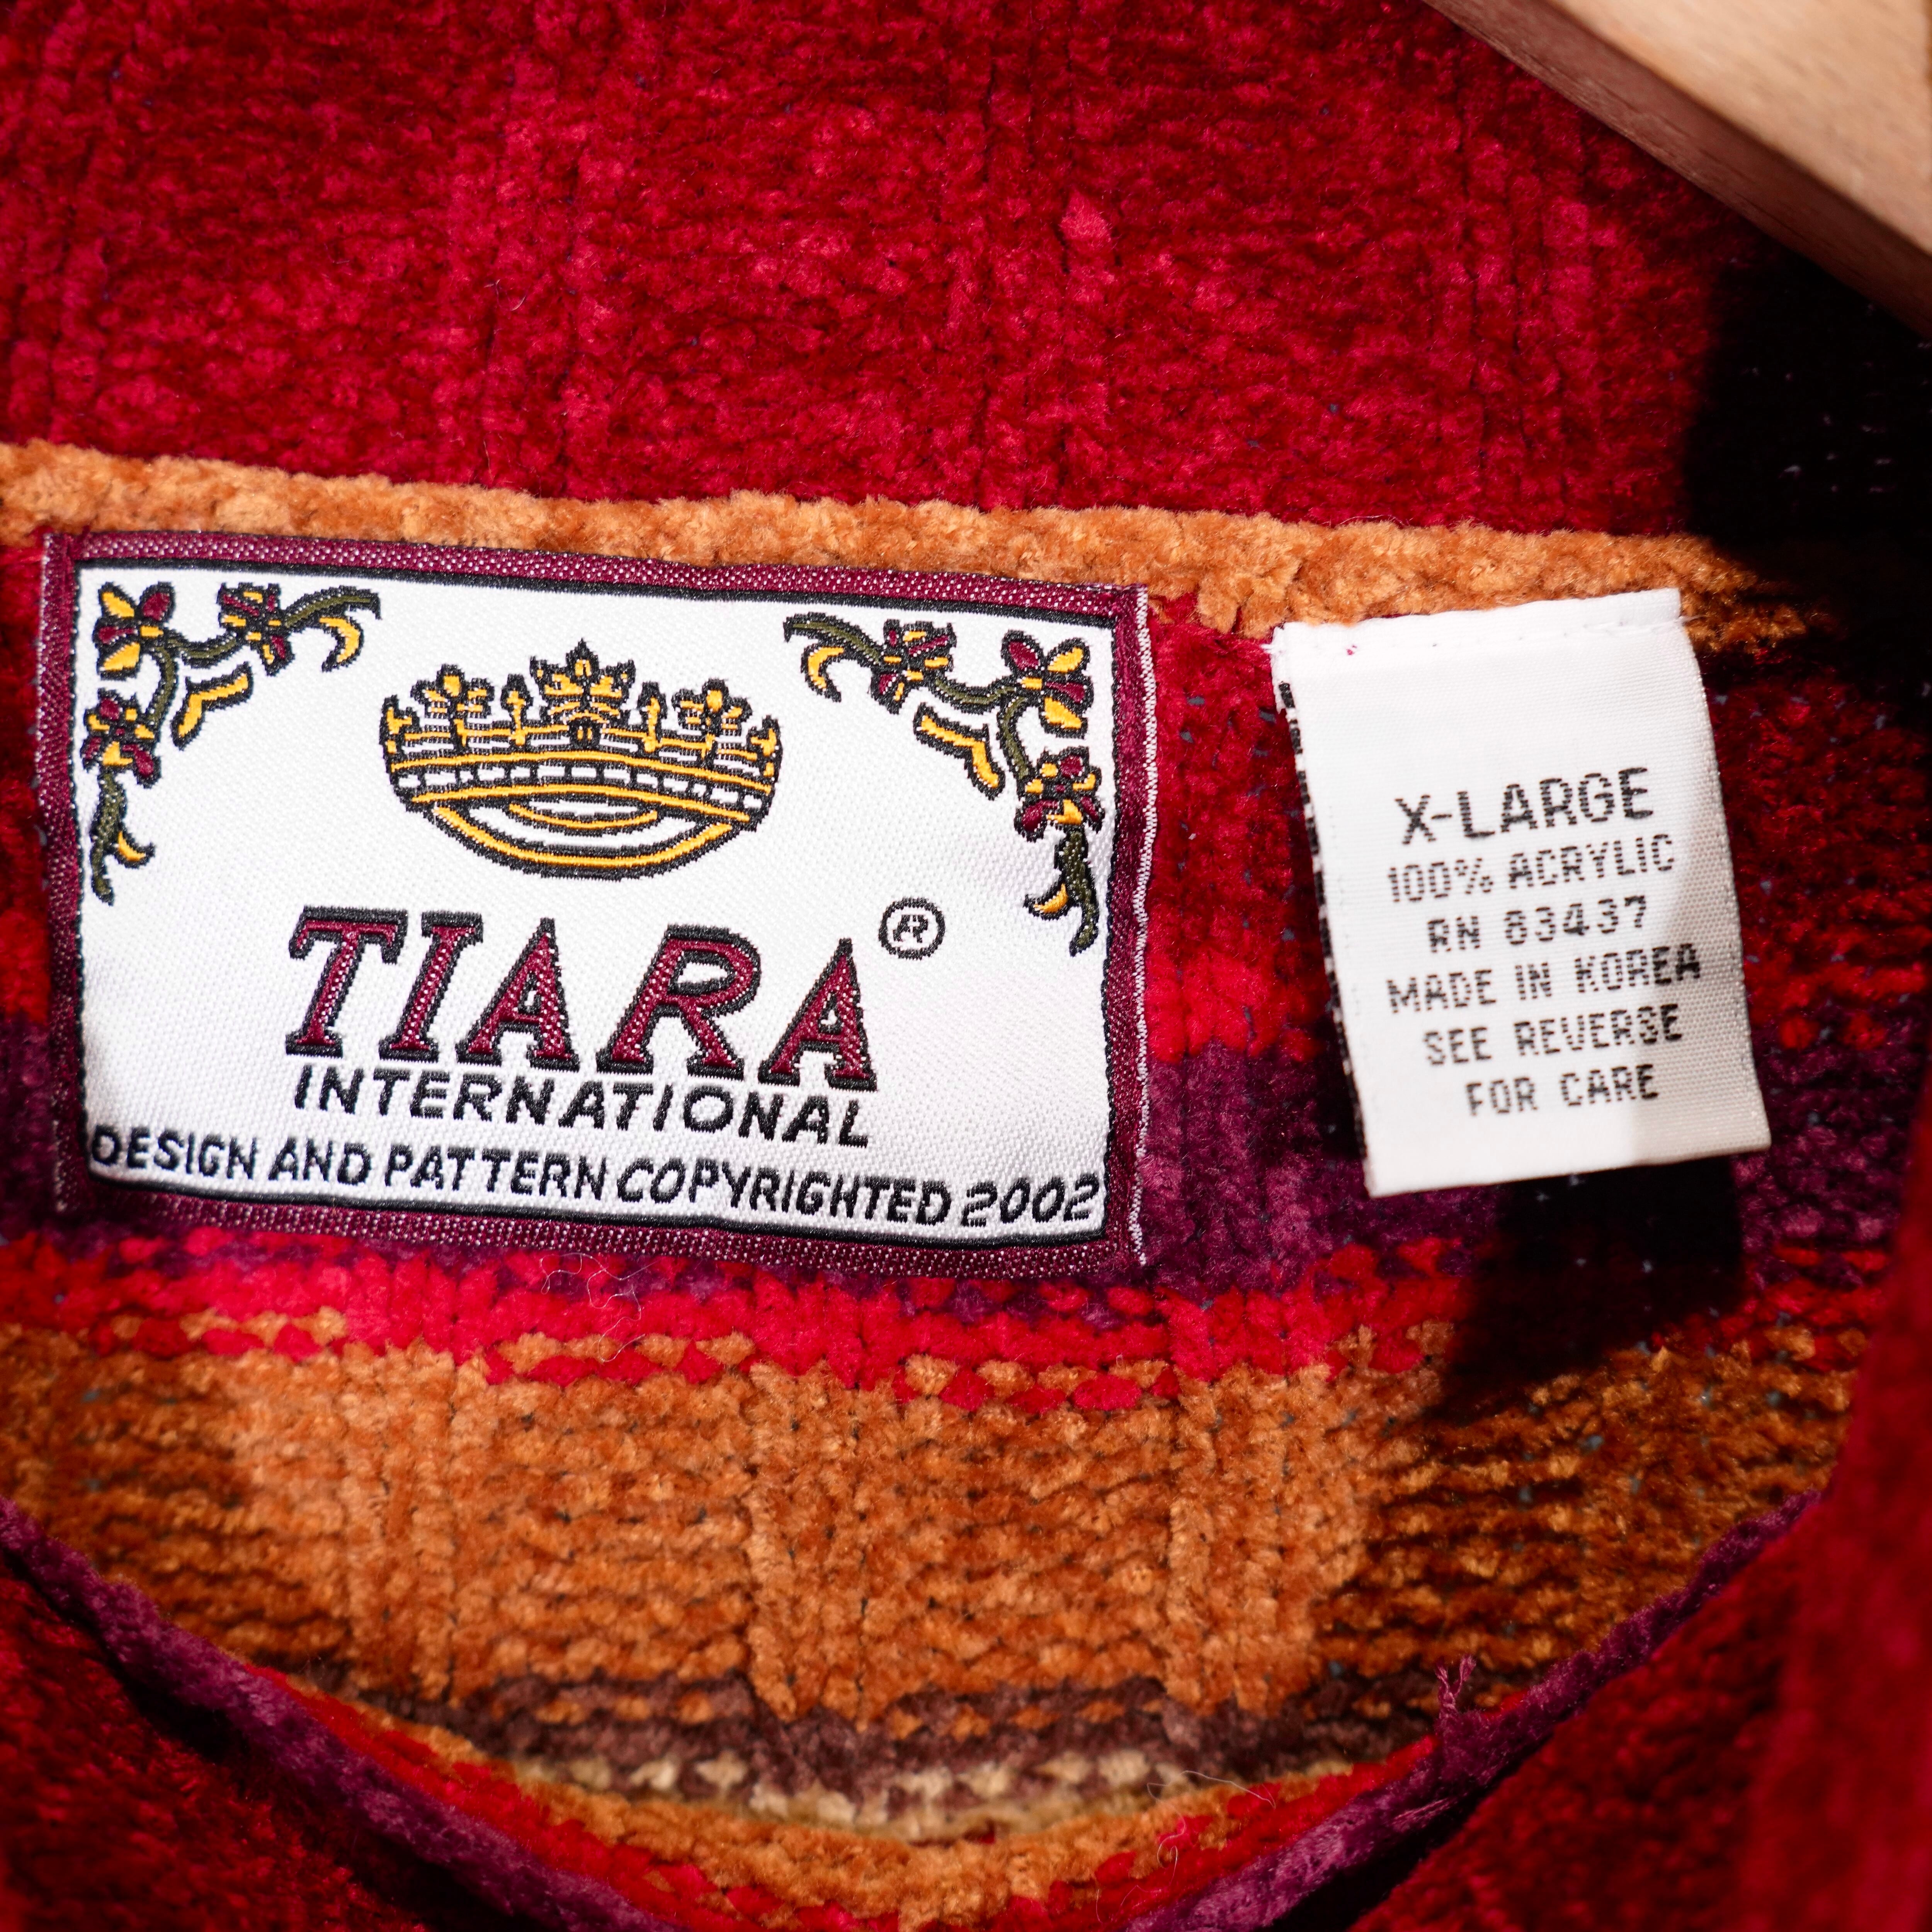 TIARA®
INTERNATIONAL
DESIGN AND PATTERN COPYRIGHTED 2002
X-LARGE
100% ACRYLIC
RN 83437
MADE IN KOREA
SEE REVERSE
FOR CARE